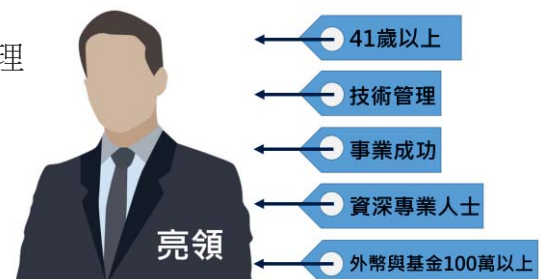 理
41歲以上
技術管理
事業成功
資深專業人士
外幣與基金100萬以上
亮領